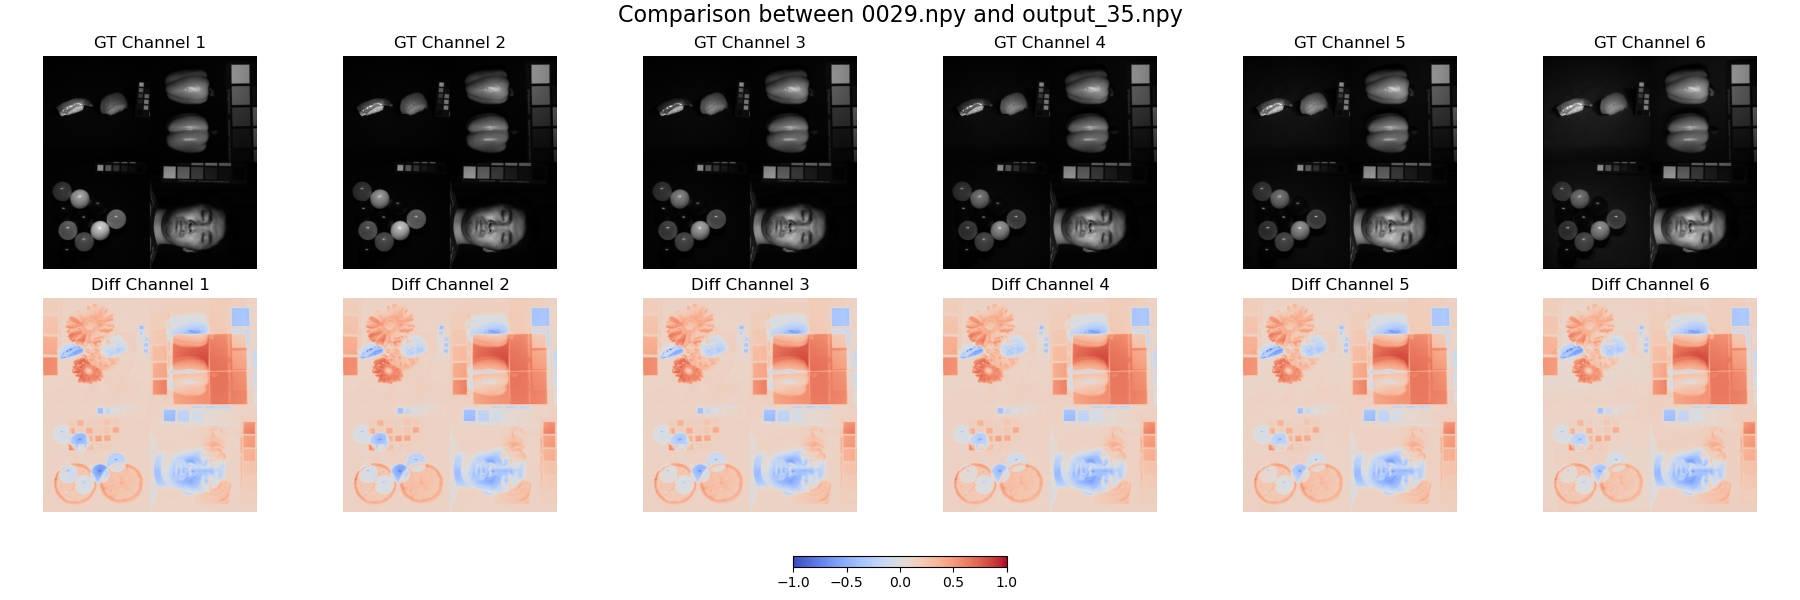 Comparison between 0029.npy and output_35.npy
GT Channel 1
GT Channel 2
GT Channel 3
GT Channel 4
GT Channel 5
GT Channel 6
Diff Channel 1
Diff Channel 2
Diff Channel 3
Diff Channel 4
Diff Channel 5
Diff Channel 6
−1.0 −0.5 0.0 0.5 1.0